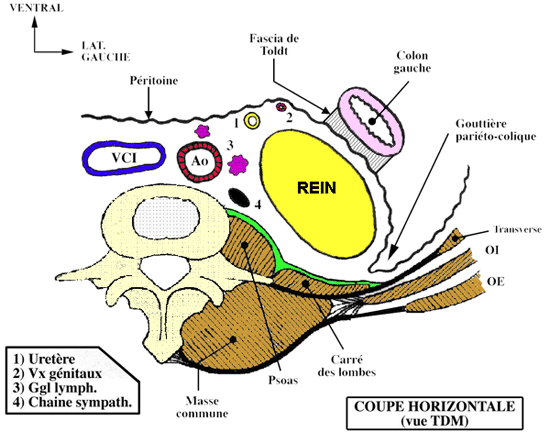 VENTRAL
LAT.
GAUCHE
Fascia de
Toldt
Colon
gauche
Péritoine
1
2
Gouttière
pariéto-colique
3
VCI
Ao
REIN
4
Transverse
OI
OE
1) Uretère
2) Vx génitaux
3) Ggl lymph.
4) Chaine sympath.
Psoas
Carré
des lombes
Masse
commune
COUPE HORIZONTALE
(vue TDM)